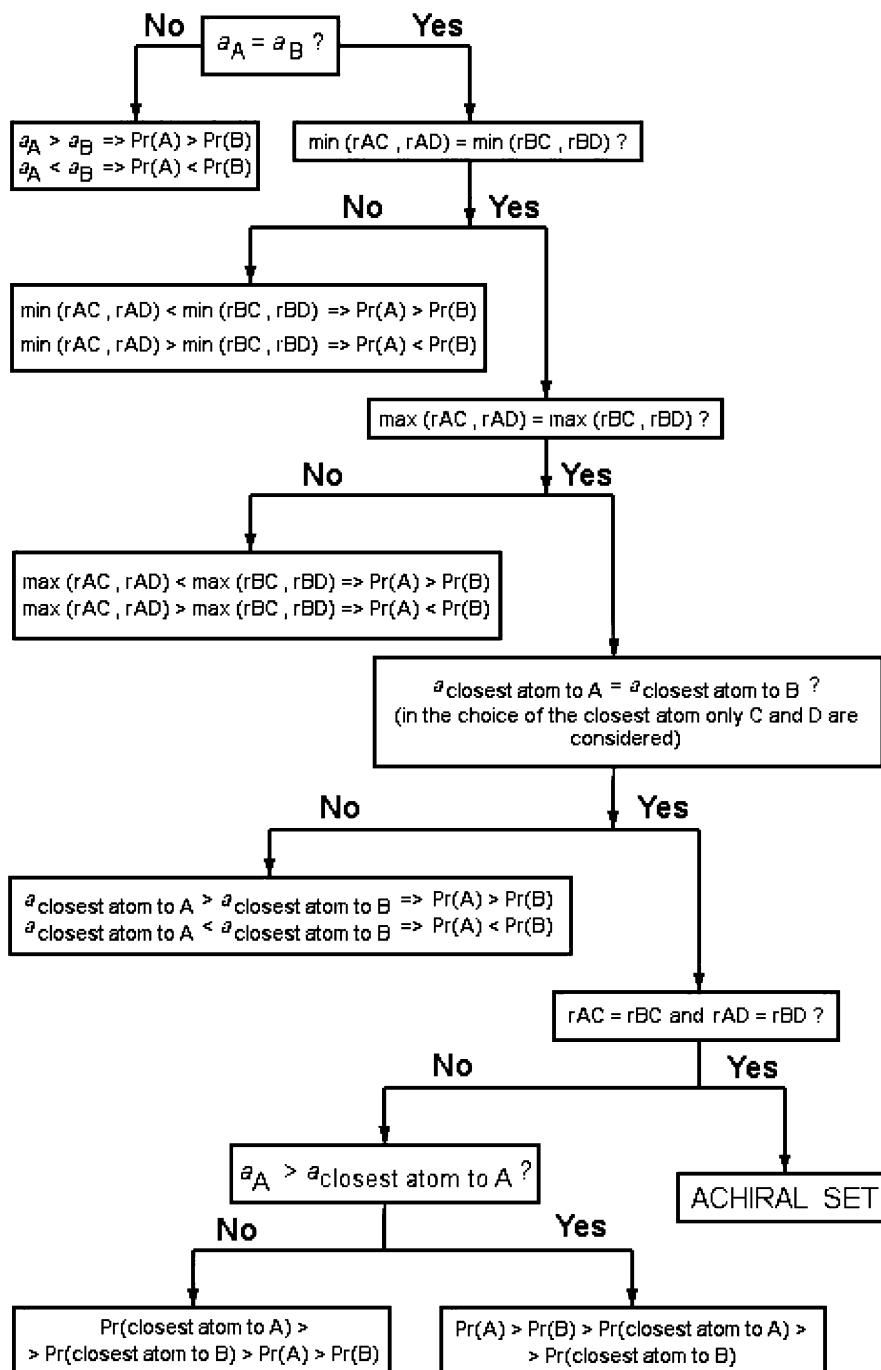 No
aA = aB ?
Yes
aA > aB => Pr(A) > Pr(B)
aA < aB => Pr(A) < Pr(B)
min (rAC , rAD) = min (rBC , rBD) ?
No
Yes
min (rAC , rAD) < min (rBC , rBD) => Pr(A) > Pr(B)
min (rAC , rAD) > min (rBC , rBD) => Pr(A) < Pr(B)
max (rAC , rAD) = max (rBC , rBD) ?
No
Yes
max (rAC , rAD) < max (rBC , rBD) => Pr(A) > Pr(B)
max (rAC , rAD) > max (rBC , rBD) => Pr(A) < Pr(B)
aclosest atom to A = aclosest atom to B ?
(in the choice of the closest atom only C and D are
considered)
No
Yes
aclosest atom to A > aclosest atom to B => Pr(A) > Pr(B)
aclosest atom to A < aclosest atom to B => Pr(A) < Pr(B)
rAC = rBC and rAD = rBD ?
No
Yes
aA > aclosest atom to A ?
ACHIRAL SET
No
Yes
Pr(closest atom to A) >
> Pr(closest atom to B) > Pr(A) > Pr(B)
Pr(A) > Pr(B) > Pr(closest atom to A) >
> Pr(closest atom to B)